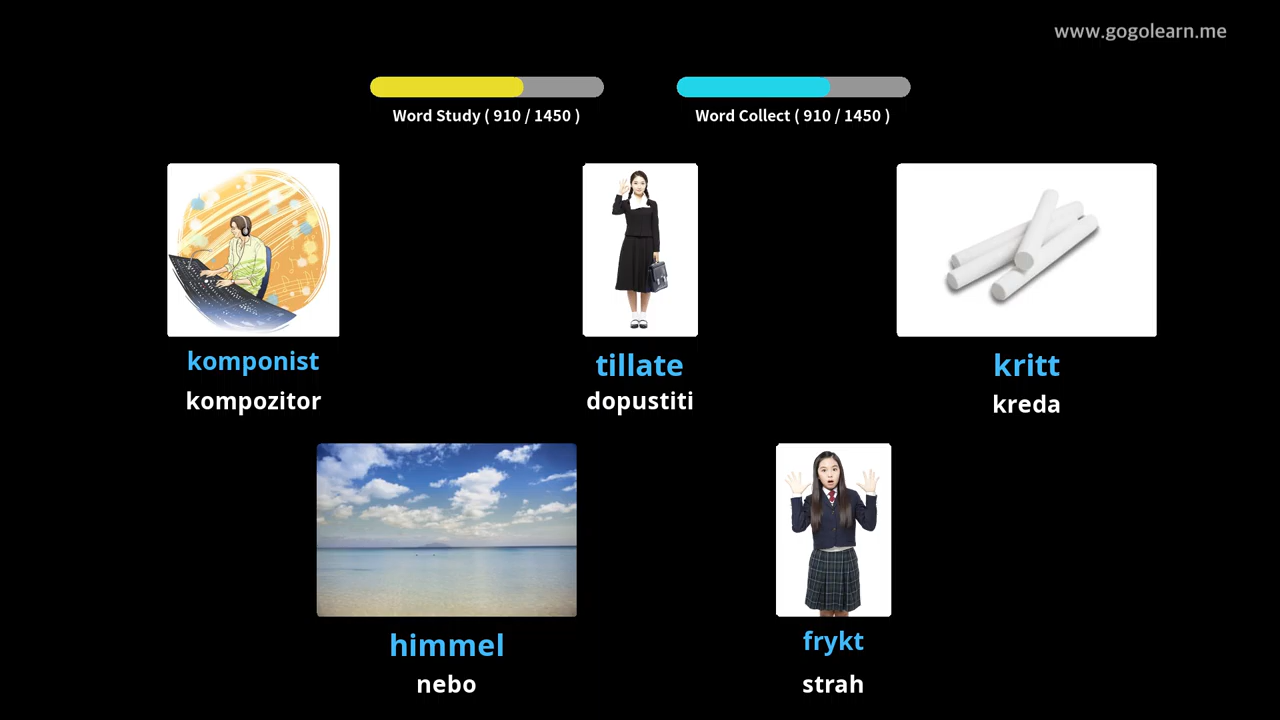 www.gogolearn.me
Word Study ( 910 / 1450 )
Word Collect ( 910 / 1450 )
komponist
kompozitor
tillate
dopustiti
kritt
kreda
himmel
nebo
frykt
strah